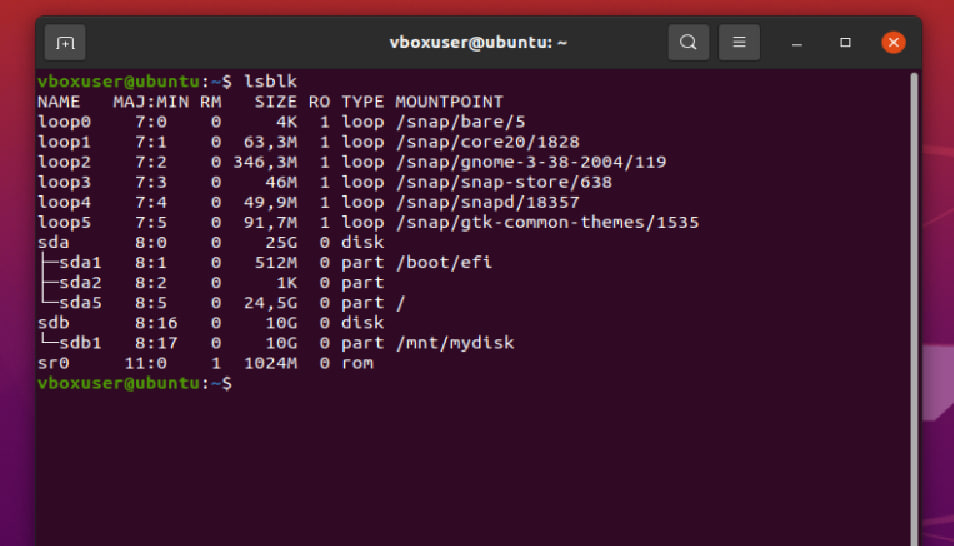 vboxuser@ubuntu: ~
vboxuser@ubuntu:~$ lsblk
NAME   MAJ:MIN RM   SIZE RO TYPE MOUNTPOINT
loop0    7:0    0     4K  1 loop /snap/bare/5
loop1    7:1    0  63,3M  1 loop /snap/core20/1828
loop2    7:2    0 346,3M  1 loop /snap/gnome-3-38-2004/119
loop3    7:3    0    46M  1 loop /snap/snap-store/638
loop4    7:4    0  49,9M  1 loop /snap/snapd/18357
loop5    7:5    0  91,7M  1 loop /snap/gtk-common-themes/1535
sda      8:0    0    25G  0 disk
├─sda1   8:1    0   512M  0 part /boot/efi
├─sda2   8:2    0     1K  0 part
└─sda5   8:5    0  24,5G  0 part /
sdb      8:16   0    10G  0 disk
└─sdb1   8:17   0    10G  0 part /mnt/mydisk
sr0     11:0    1  1024M  0 rom
vboxuser@ubuntu:~$